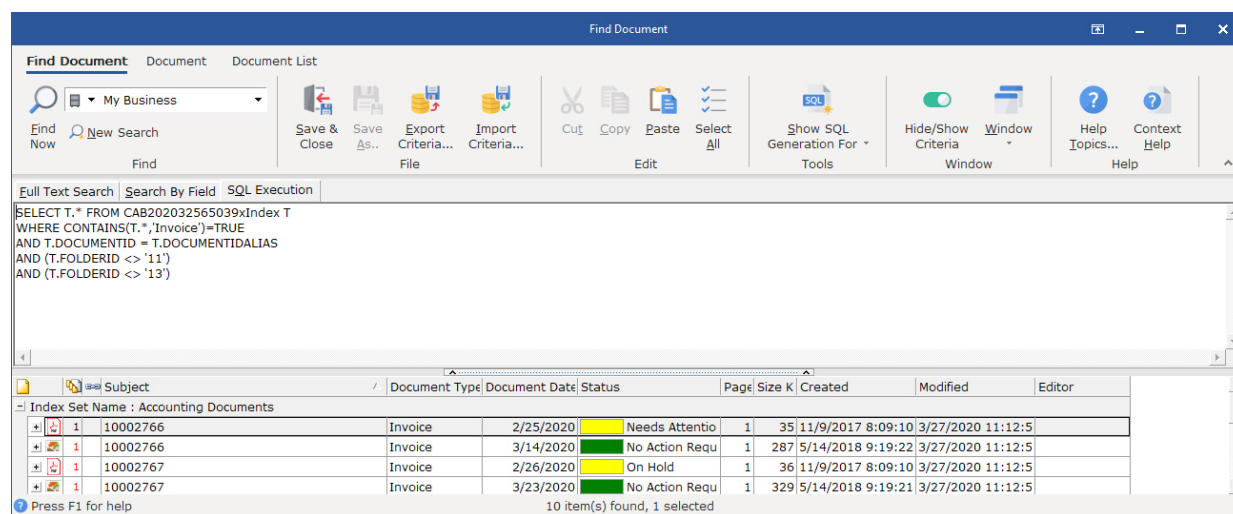 Find Document
Find Document Document Document List
My Business
Find Now
New Search
Save & Close
Save As..
Export Criteria...
Import Criteria...
Cut
Copy
Paste
Select All
SQL
Show SQL Generation For
Hide/Show Criteria
Window
Help Topics...
Context Help
Find File Edit Tools Window Help
Full Text Search Search By Field SQL Execution
SELECT T.* FROM CAB202032565039xIndex T
WHERE CONTAINS(T.*,'Invoice')=TRUE
AND T.DOCUMENTID = T.DOCUMENTIDALIAS
AND (T.FOLDERID <> '11')
AND (T.FOLDERID <> '13')
Subject Document Type Document Date Status Page Size K Created Modified Editor
Index Set Name : Accounting Documents
1 10002766 Invoice 2/25/2020 Needs Attentio 1 35 11/9/2017 8:09:10 3/27/2020 11:12:5
1 10002766 Invoice 3/14/2020 No Action Requ 1 287 5/14/2018 9:19:22 3/27/2020 11:12:5
1 10002767 Invoice 2/26/2020 On Hold 1 36 11/9/2017 8:09:10 3/27/2020 11:12:5
1 10002767 Invoice 3/23/2020 No Action Requ 1 329 5/14/2018 9:19:21 3/27/2020 11:12:5
Press F1 for help 10 item(s) found, 1 selected